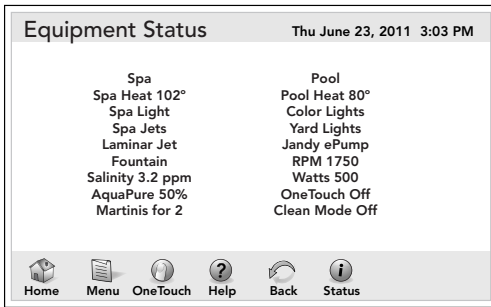 Equipment Status
Thu June 23, 2011 3:03 PM
Spa
Spa Heat 102°
Spa Light
Spa Jets
Laminar Jet
Fountain
Salinity 3.2 ppm
AquaPure 50%
Martinis for 2
Pool
Pool Heat 80°
Color Lights
Yard Lights
Jandy ePump
RPM 1750
Watts 500
OneTouch Off
Clean Mode Off
Home
Menu
OneTouch
?
Help
Back
i
Status